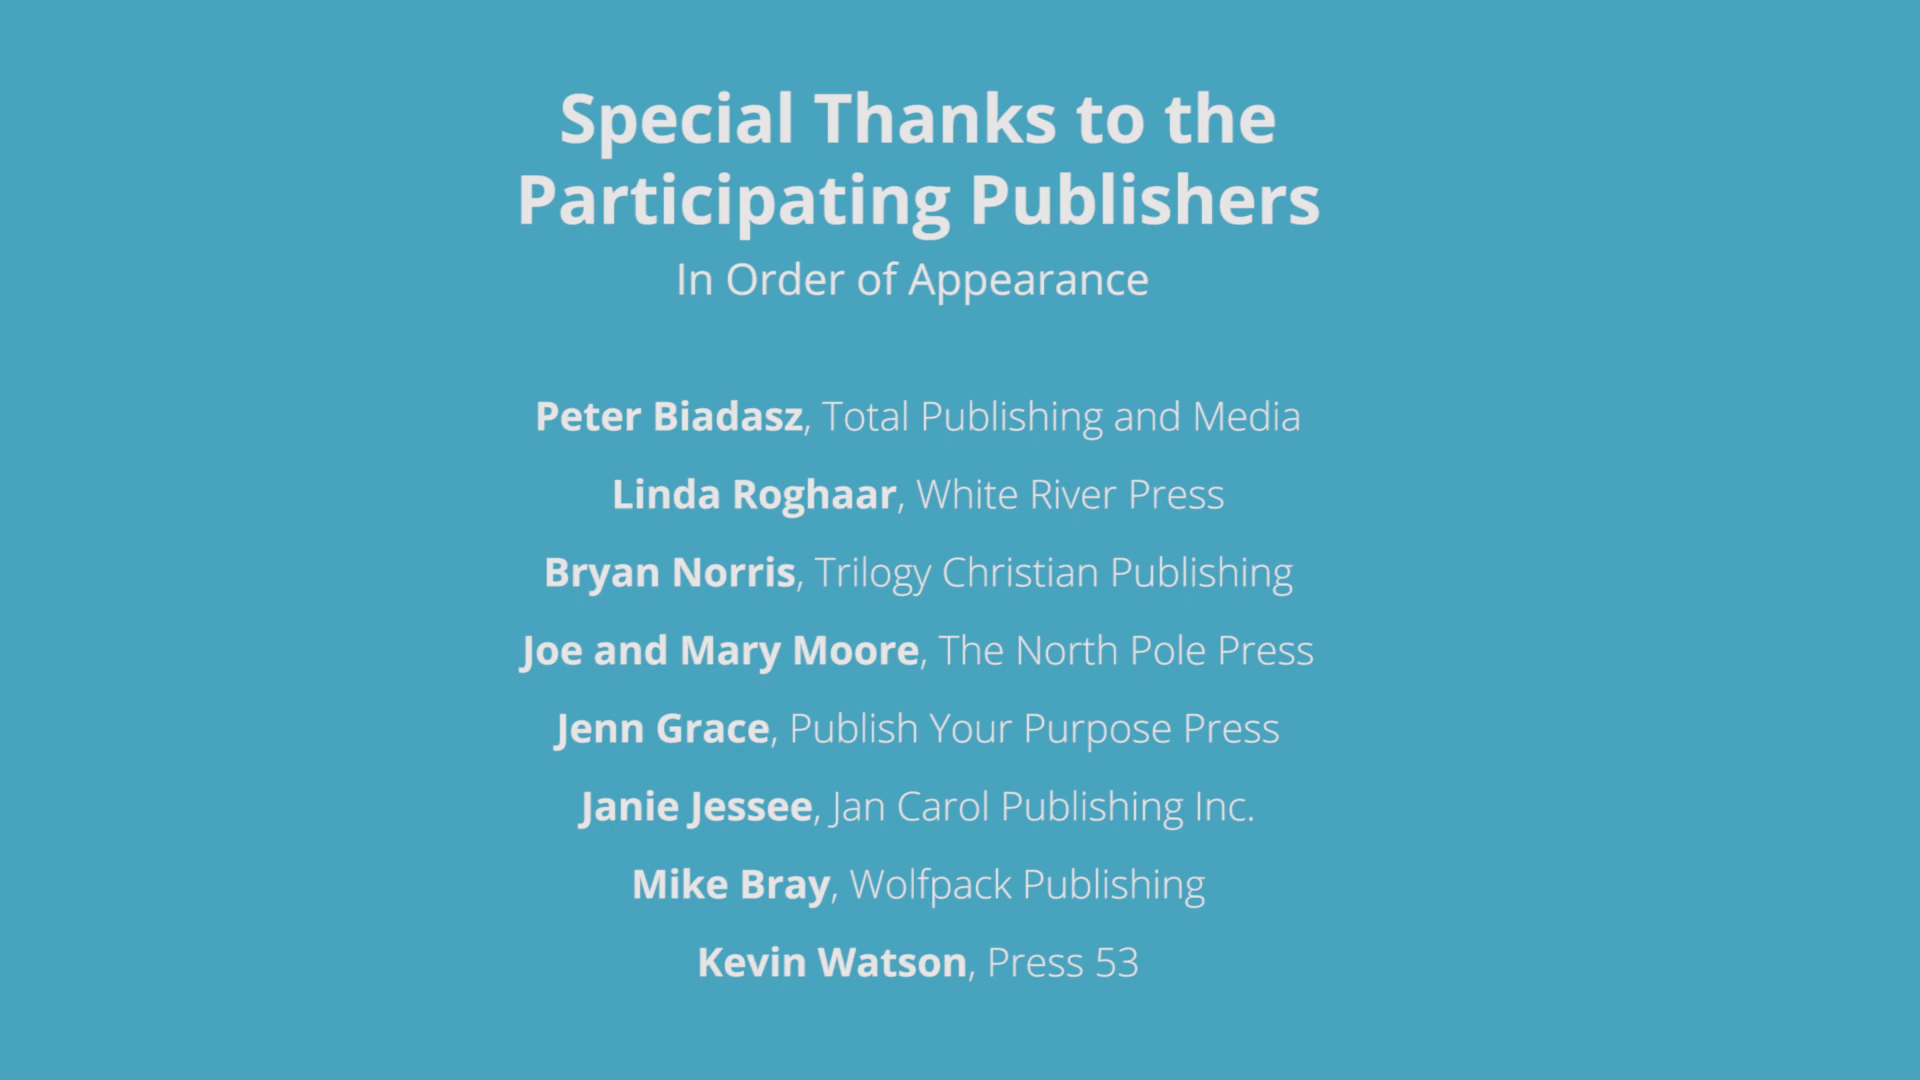 Special Thanks to the
Participating Publishers
In Order of Appearance
Peter Biadasz, Total Publishing and Media
Linda Roghaar, White River Press
Bryan Norris, Trilogy Christian Publishing
Joe and Mary Moore, The North Pole Press
Jenn Grace, Publish Your Purpose Press
Janie Jessee, Jan Carol Publishing Inc.
Mike Bray, Wolfpack Publishing
Kevin Watson, Press 53